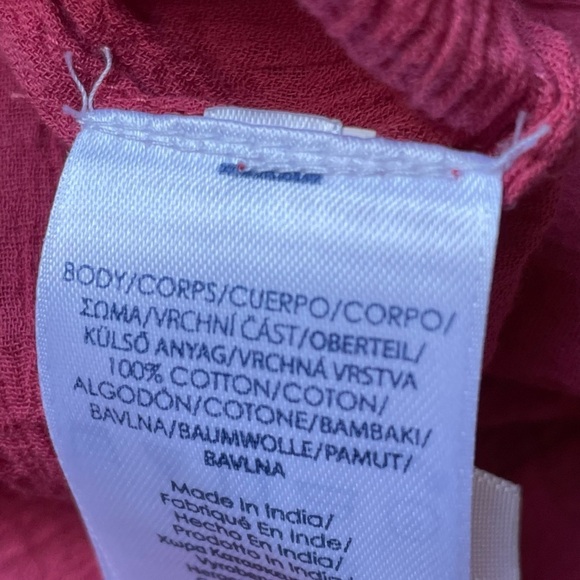 BODY/CORPS/CUERPO/CORPO/
ΣΩΜΑ/VRCHNÍ ČÁST/OBERTEIL/
KÜLSŐ ANYAG/VRCHNÁ VRSTVA
100% COTTON/COTON/
ALGODÓN/COTONE/BAMBAKI/
BAVLNA/BAUMWOLLE/PAMUT/
BAVLNA
Made In India/
Fabriqué En Inde/
Hecho En India/
Prodotto In India/
Χωρα